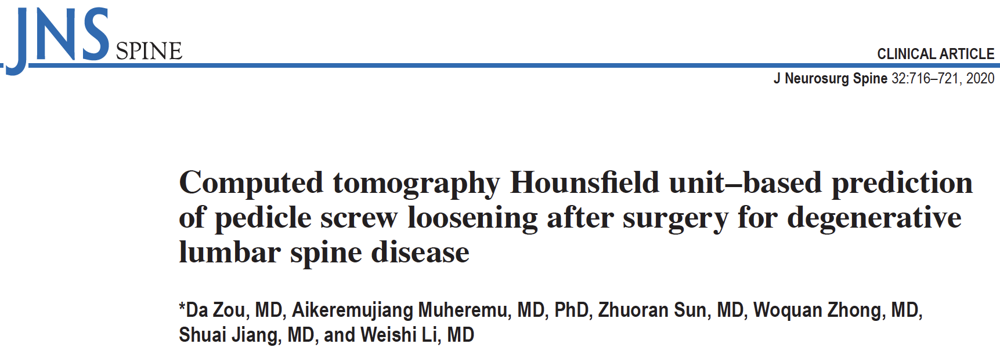 JNS SPINE
CLINICAL ARTICLE
J Neurosurg Spine 32:716–721, 2020
Computed tomography Hounsfield unit–based prediction
of pedicle screw loosening after surgery for degenerative
lumbar spine disease
*Da Zou, MD, Aikeremujiang Muheremu, MD, PhD, Zhuoran Sun, MD, Woquan Zhong, MD,
Shuai Jiang, MD, and Weishi Li, MD